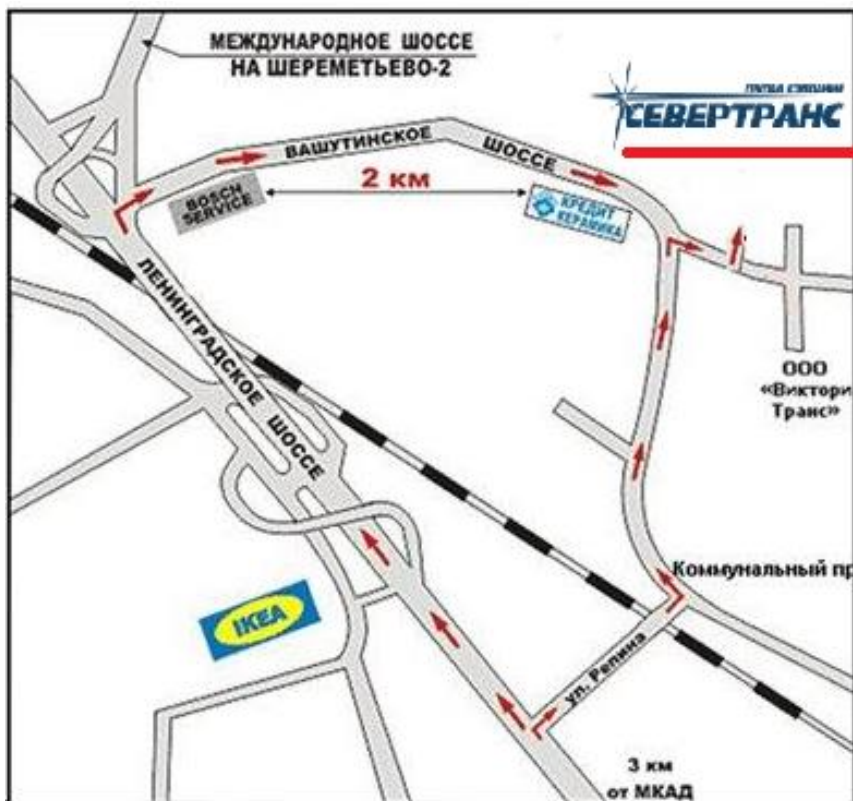 МЕЖДУНАРОДНОЕ ШОССЕ
НА ШЕРЕМЕТЬЕВО-2
СЕВЕРТРАНС
ВАШУТИНСКОЕ ШОССЕ
BOSCH
SERVICE
2 км
КРЕДИТ
КЕРАМИКА
ЛЕНИНГРАДСКОЕ ШОССЕ
ООО
«Виктори
Транс»
IKEA
Коммунальный пр
ул. Репина
3 км
от МКАД